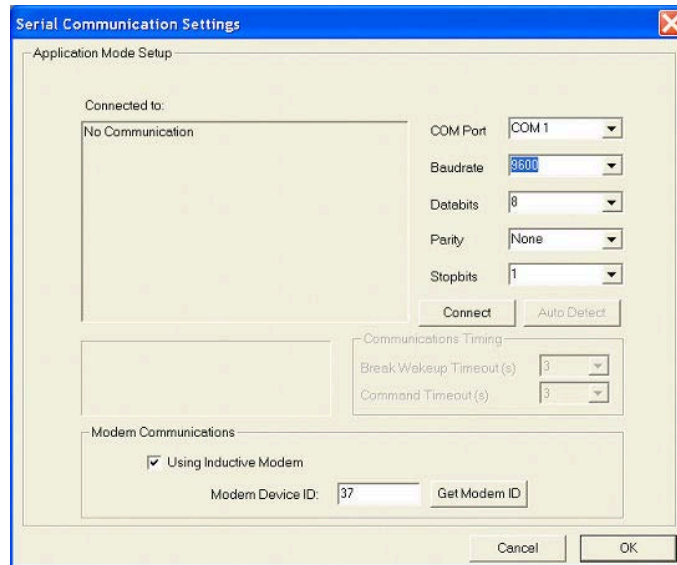 Serial Communication Settings
Application Mode Setup
Connected to:
No Communication
COM Port COM 1
Baudrate 9600
Databits 8
Parity None
Stopbits 1
Connect Auto Detect
Communications Timing
Break Wakeup Timeout (s) 3
Command Timeout (s) 3
Modem Communications
Using Inductive Modem
Modem Device ID: 37 Get Modem ID
Cancel OK